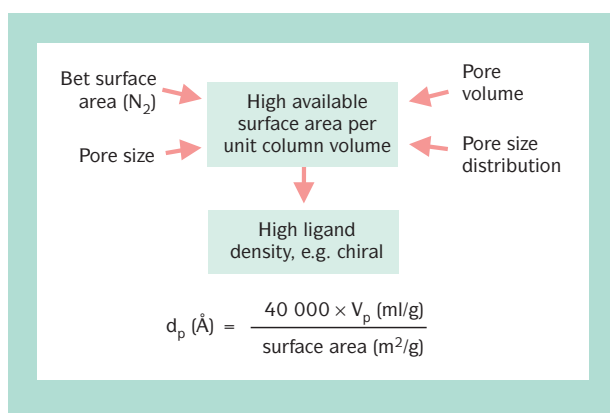 Bet surface
area (N₂)
Pore size
High available
surface area per
unit column volume
Pore
volume
Pore size
distribution
High ligand
density, e.g. chiral
dₚ (Å) = 40 000 × Vₚ (ml/g)
surface area (m²/g)